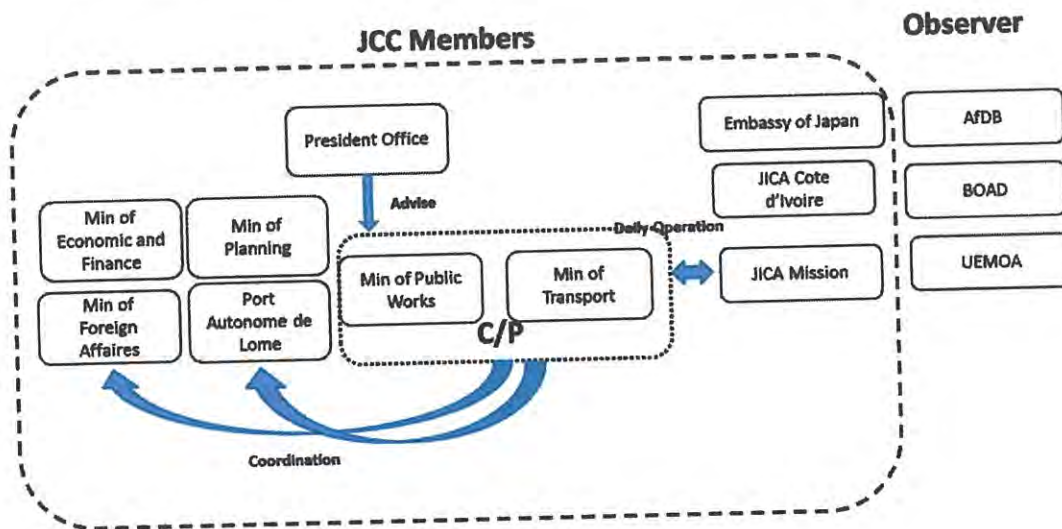 JCC Members
Observer
President Office
Advise
Embassy of Japan
JICA Cote
d'Ivoire
Daily Operation
JICA Mission
AfDB
BOAD
UEMOA
Min of
Economic and
Finance
Min of
Planning
Min of
Foreign
Affaires
Port
Autonome de
Lome
Min of Public
Works
Min of
Transport
C/P
Coordination